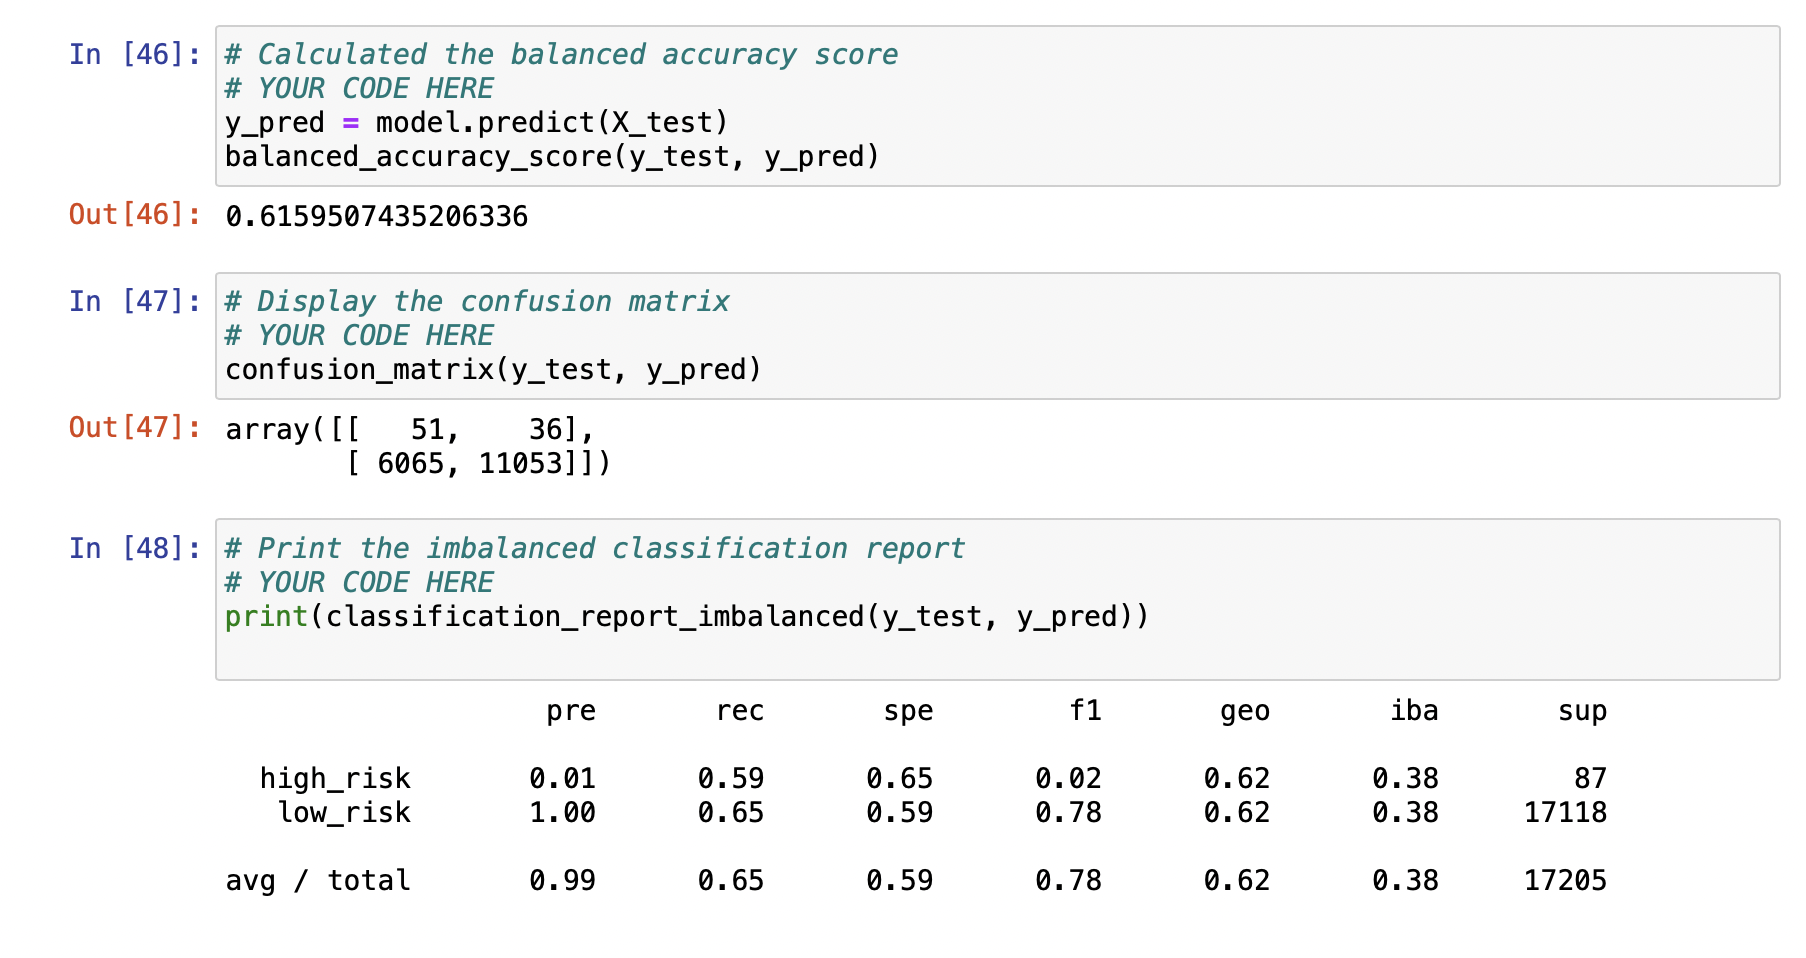 In [46]: # Calculated the balanced accuracy score
# YOUR CODE HERE
y_pred = model.predict(X_test)
balanced_accuracy_score(y_test, y_pred)
Out[46]: 0.6159507435206336
In [47]: # Display the confusion matrix
# YOUR CODE HERE
confusion_matrix(y_test, y_pred)
Out[47]: array([[   51,    36],
       [ 6065, 11053]])
In [48]: # Print the imbalanced classification report
# YOUR CODE HERE
print(classification_report_imbalanced(y_test, y_pred))
pre rec spe f1 geo iba sup
high_risk 0.01 0.59 0.65 0.02 0.62 0.38 87
low_risk 1.00 0.65 0.59 0.78 0.62 0.38 17118
avg / total 0.99 0.65 0.59 0.78 0.62 0.38 17205